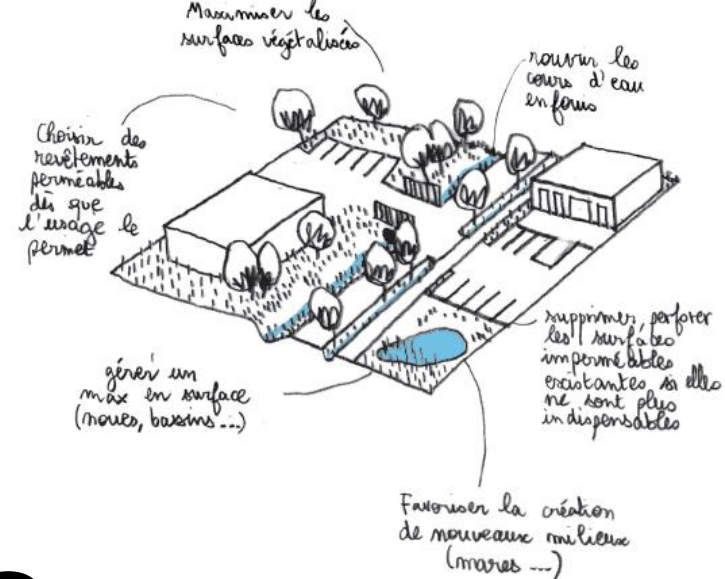 Maximiser les
surfaces végétalisées
rouvrir les
cours d'eau
enfouis
Choisir des
revêtements
perméables
dès que
l'usage le
permet
supprimer, perforer
les surfaces
imperméables
existantes si elles
ne sont plus
indispensables
gérer un
max en surface
(noues, bassins...)
Favoriser la création
de nouveaux milieux
(mares ...)